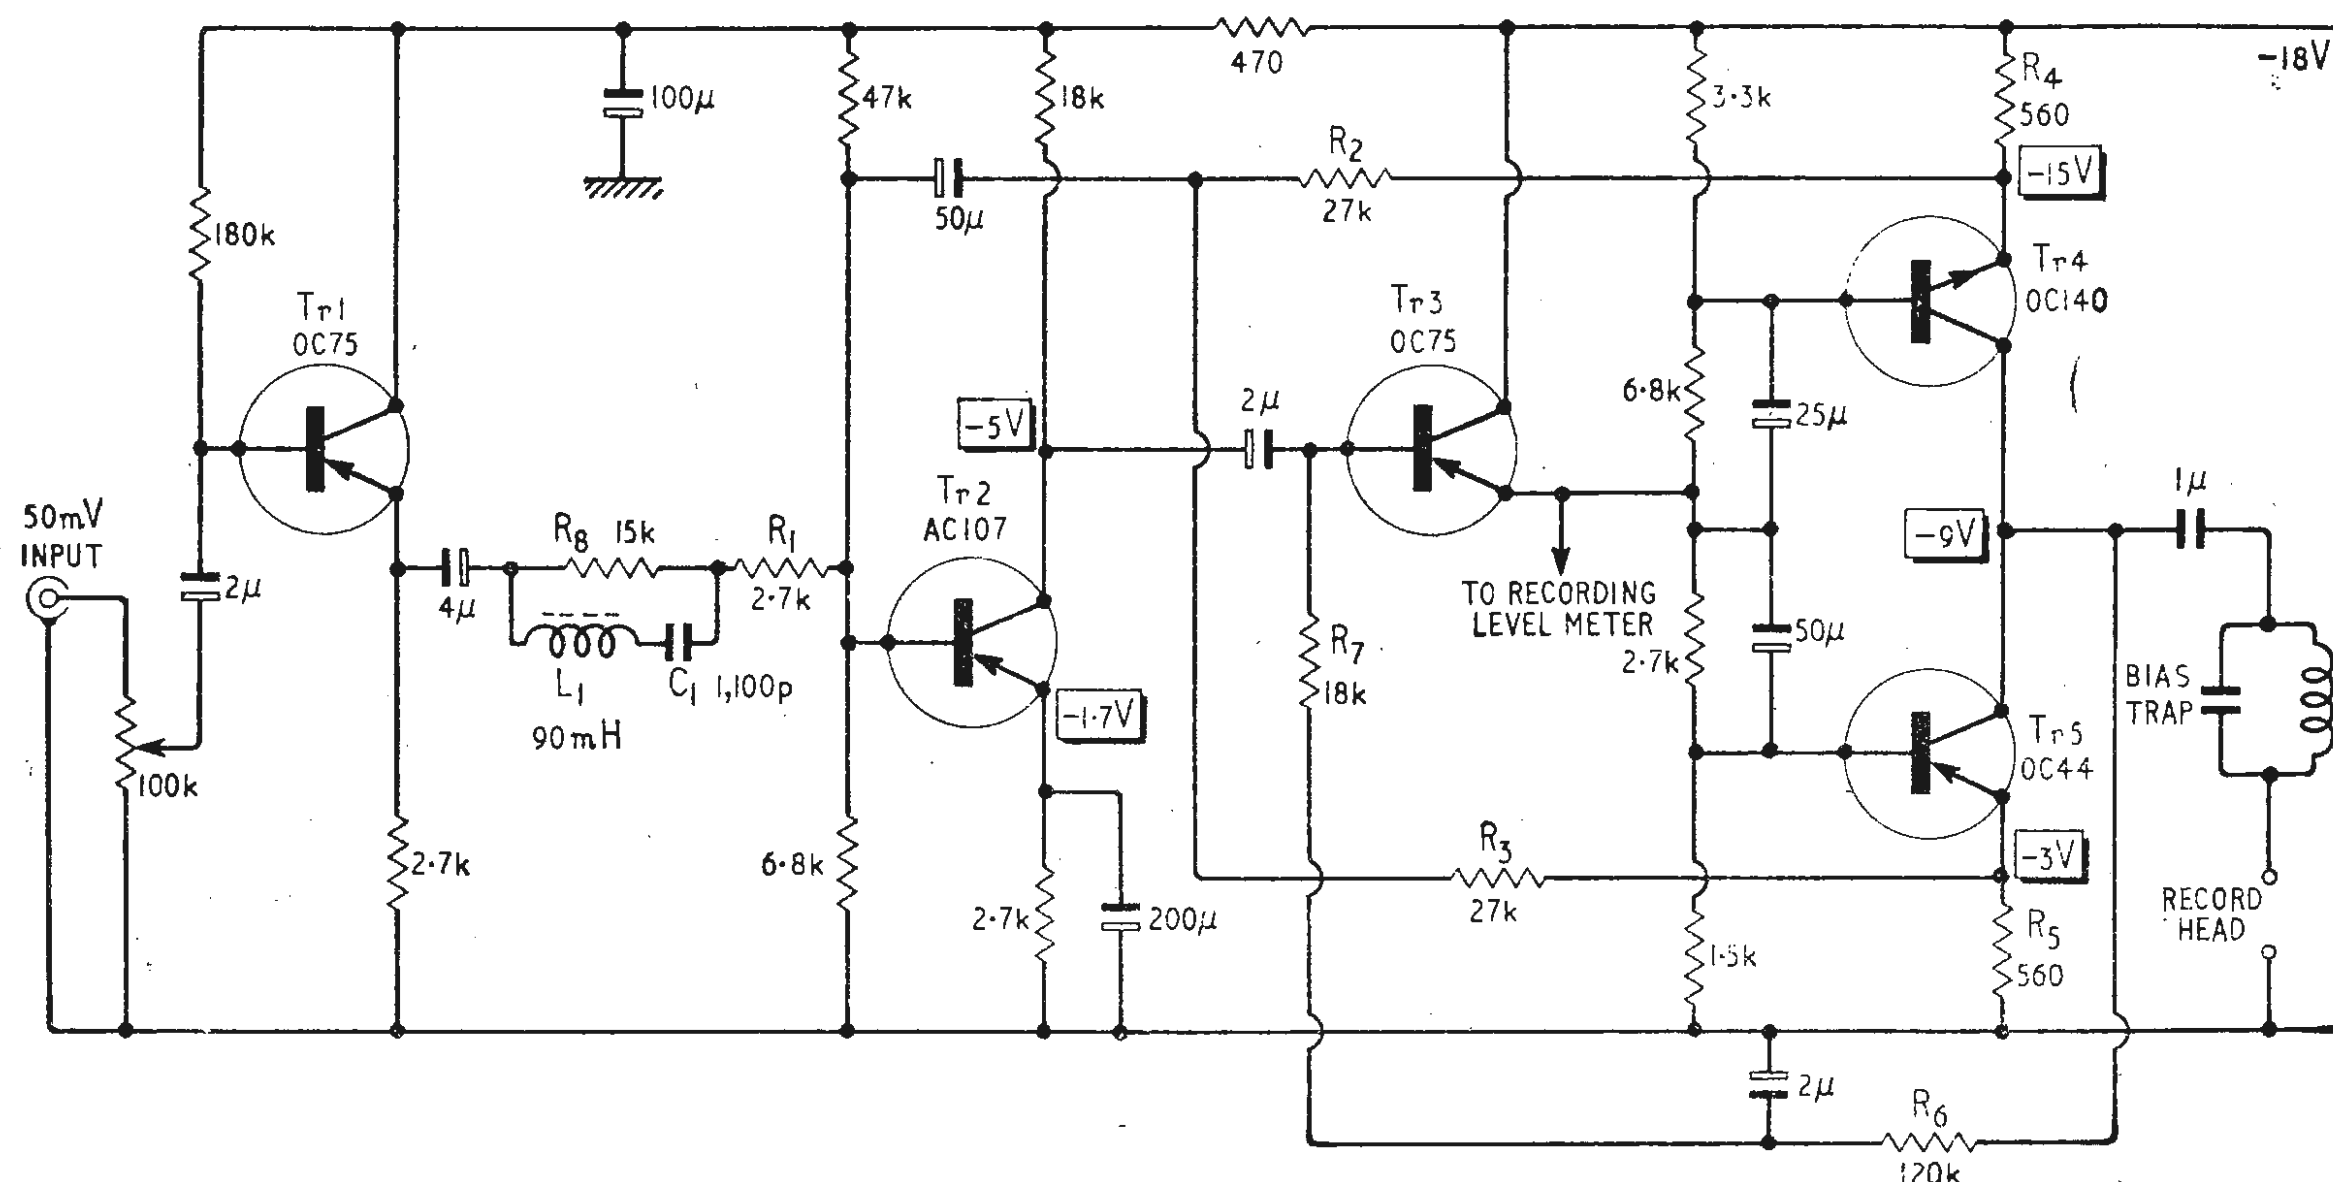 -18V
470
R4
560
100μ
47k
18k
3·3k
R2
27k
-15V
50μ
180k
Tr4
OC140
Tr1
OC75
Tr3
OC75
6·8k
25μ
2μ
-5V
Tr2
AC107
1μ
50mV
INPUT
R8 15k
R1
2·7k
-9V
2μ
4μ
TO RECORDING
LEVEL METER
R7
18k
2·7k
50μ
L1
90mH
C1 1,100p
-1·7V
BIAS
TRAP
Tr5
OC44
100k
2·7k
6·8k
R3
27k
-3V
2·7k
200μ
1·5k
R5
560
RECORD
HEAD
2μ
R6
120k